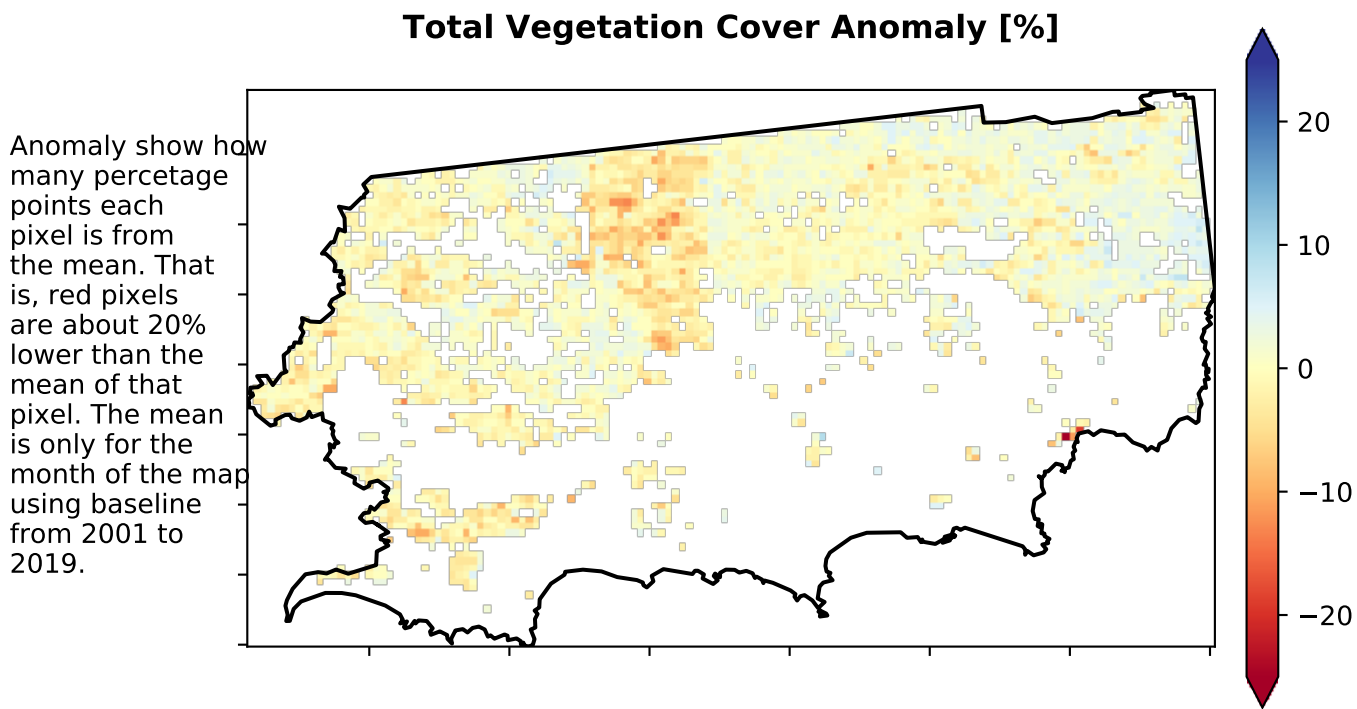 Total Vegetation Cover Anomaly [%]
Anomaly show how
many percetage
points each
pixel is from
the mean. That
is, red pixels
are about 20%
lower than the
mean of that
pixel. The mean
is only for the
month of the map
using baseline
from 2001 to
2019.
20
10
0
−10
−20